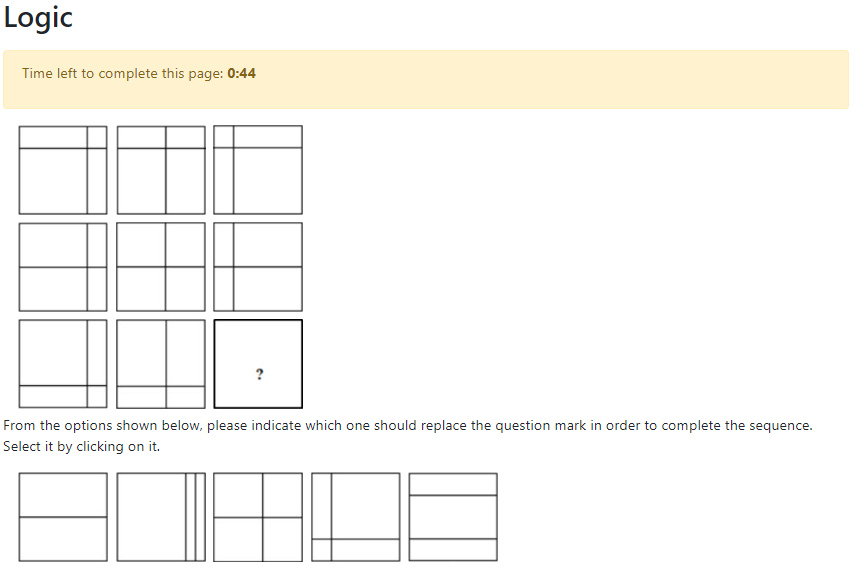 Logic
Time left to complete this page: 0:44
?
From the options shown below, please indicate which one should replace the question mark in order to complete the sequence.
Select it by clicking on it.